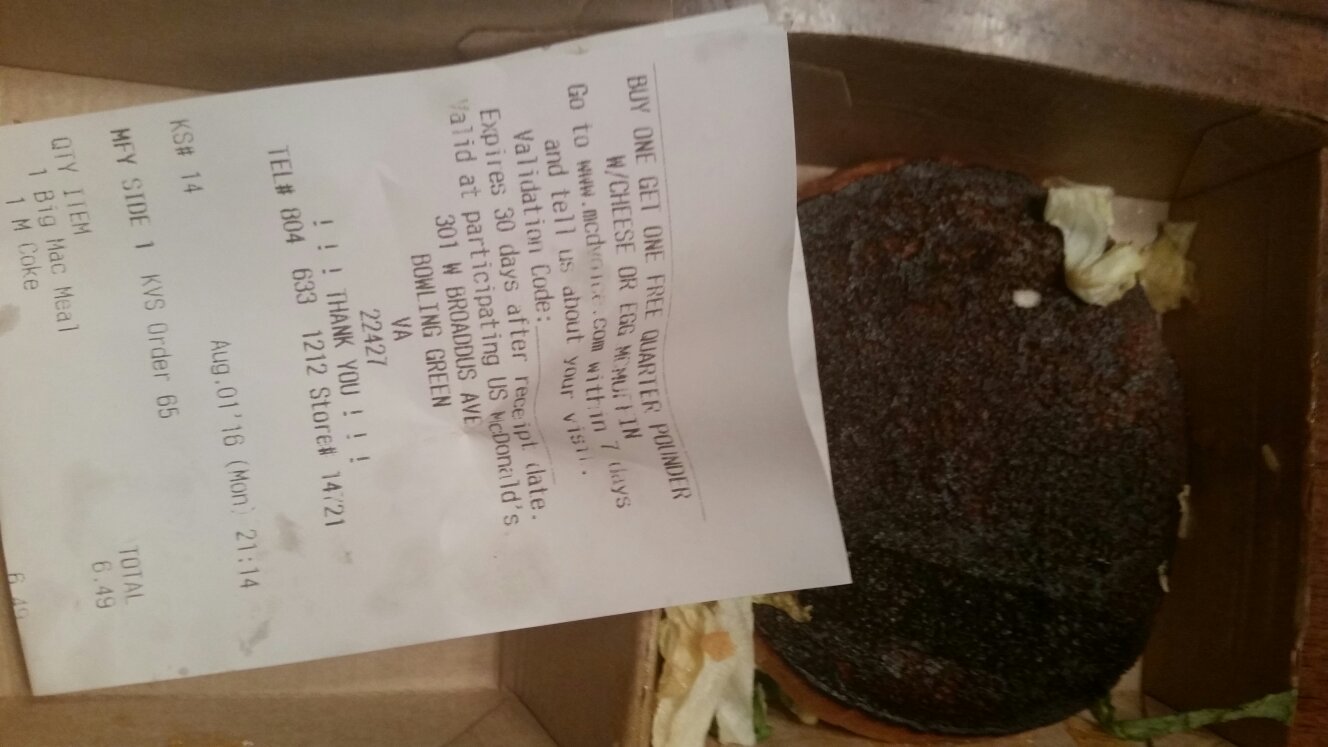 BUY ONE GET ONE FREE QUARTER POUNDER
W/CHEESE OR EGG MCMUFFIN
Go to www.mcdvoice.com within 7 days
and tell us about your visit.
Validation Code:
Expires 30 days after receipt date.
Valid at participating US McDonald's
301 W BROADDUS AVE
BOWLING GREEN
VA
22427
! ! ! THANK YOU ! ! !
TEL# 804 633 1212 Store# 14721
KS# 14 Aug.01'16 (Mon) 21:14
MFY SIDE 1 KVS Order 65
QTY ITEM TOTAL
1 Big Mac Meal 6.49
1 M Coke
6.49